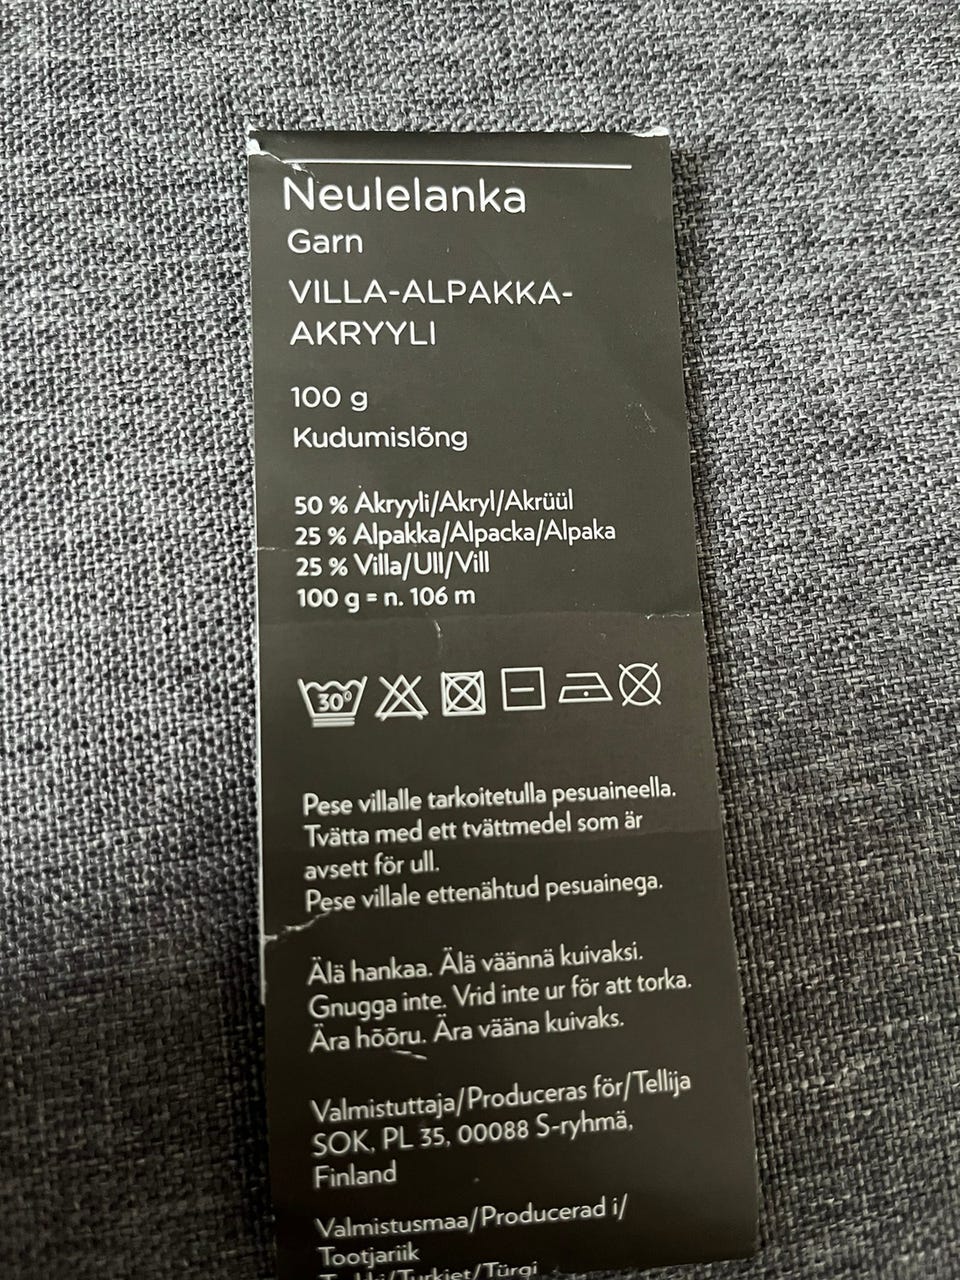 Neulelanka
Garn
VILLA-ALPAKKA-
AKRYYLI
100 g
Kudumislõng
50 % Akryyli/Akryl/Akrüül
25 % Alpakka/Alpacka/Alpaka
25 % Villa/Ull/Vill
100 g = n. 106 m
30°
Pese villalle tarkoitetulla pesuaineella.
Tvätta med ett tvättmedel som är
avsett för ull.
Pese villale ettenähtud pesuainega.
Älä hankaa. Älä väännä kuivaksi.
Gnugga inte. Vrid inte ur för att torka.
Ära hõõru. Ära vääna kuivaks.
Valmistuttaja/Produceras för/Tellija
SOK, PL 35, 00088 S-ryhmä,
Finland
Valmistusmaa/Producerad i/
Tootjariik
Turkki/Turkiet/Türgi